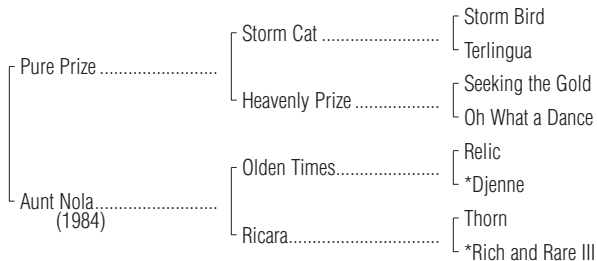 Storm Bird
Storm Cat ......................
Terlingua
Pure Prize ......................
Seeking the Gold
Heavenly Prize ................
Oh What a Dance
Relic
Olden Times...................
*Djenne
Aunt Nola.......................
(1984)
Thorn
Ricara............................
*Rich and Rare III